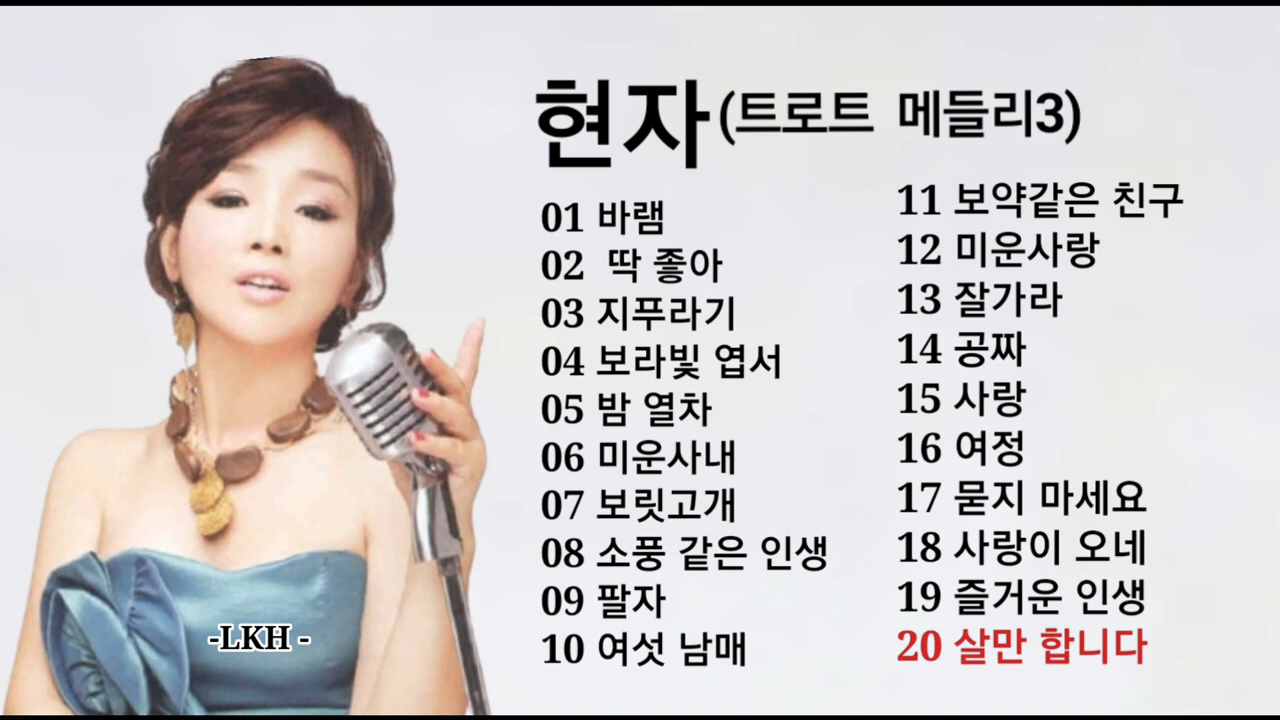 현자(트로트 메들리3)
01 바램
02 딱 좋아
03 지푸라기
04 보라빛 엽서
05 밤 열차
06 미운사내
07 보릿고개
08 소풍 같은 인생
09 팔자
10 여섯 남매
11 보약같은 친구
12 미운사랑
13 잘가라
14 공짜
15 사랑
16 여정
17 묻지 마세요
18 사랑이 오네
19 즐거운 인생
20 살만 합니다
-LKH -